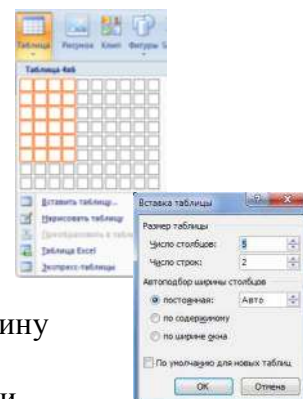 Таблица Рисунок Клип Фигуры S
Таблица 4x6
Вставить таблицу...
Нарисовать таблицу
Преобразовать в табли
Таблица Excel
Экспресс-таблицы
Вставка таблицы
Размер таблицы
Число столбцов: 5
Число строк: 2
Автоподбор ширины столбцов
постоянная: Авто
по содержимому
по ширине окна
По умолчанию для новых таблиц
ОК Отмена
ину
и